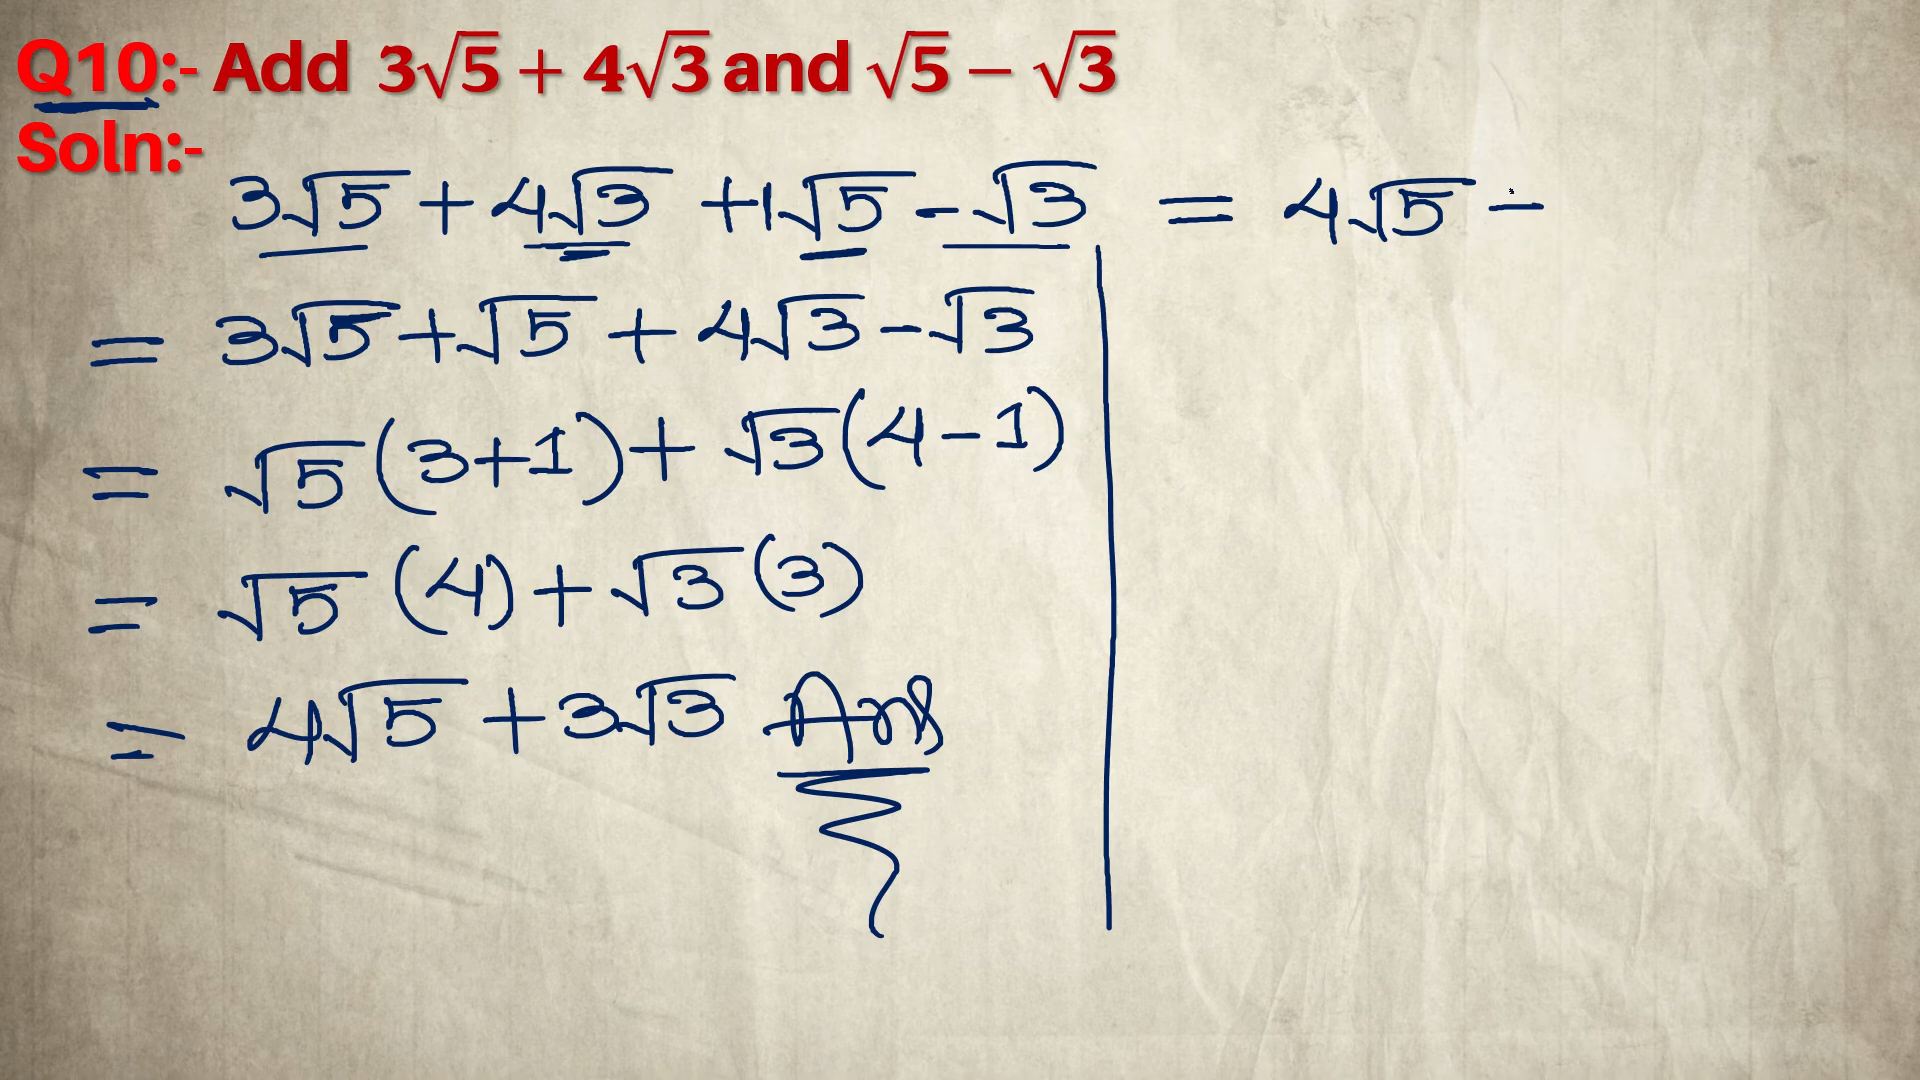 Q10:- Add 3√5 + 4√3 and √5 − √3
Soln:-
3√5 + 4√3 + 1√5 − √3 = 4√5 −
= 3√5 + √5 + 4√3 − √3
= √5 (3+1) + √3 (4−1)
= √5 (4) + √3 (3)
= 4√5 + 3√3 Ans